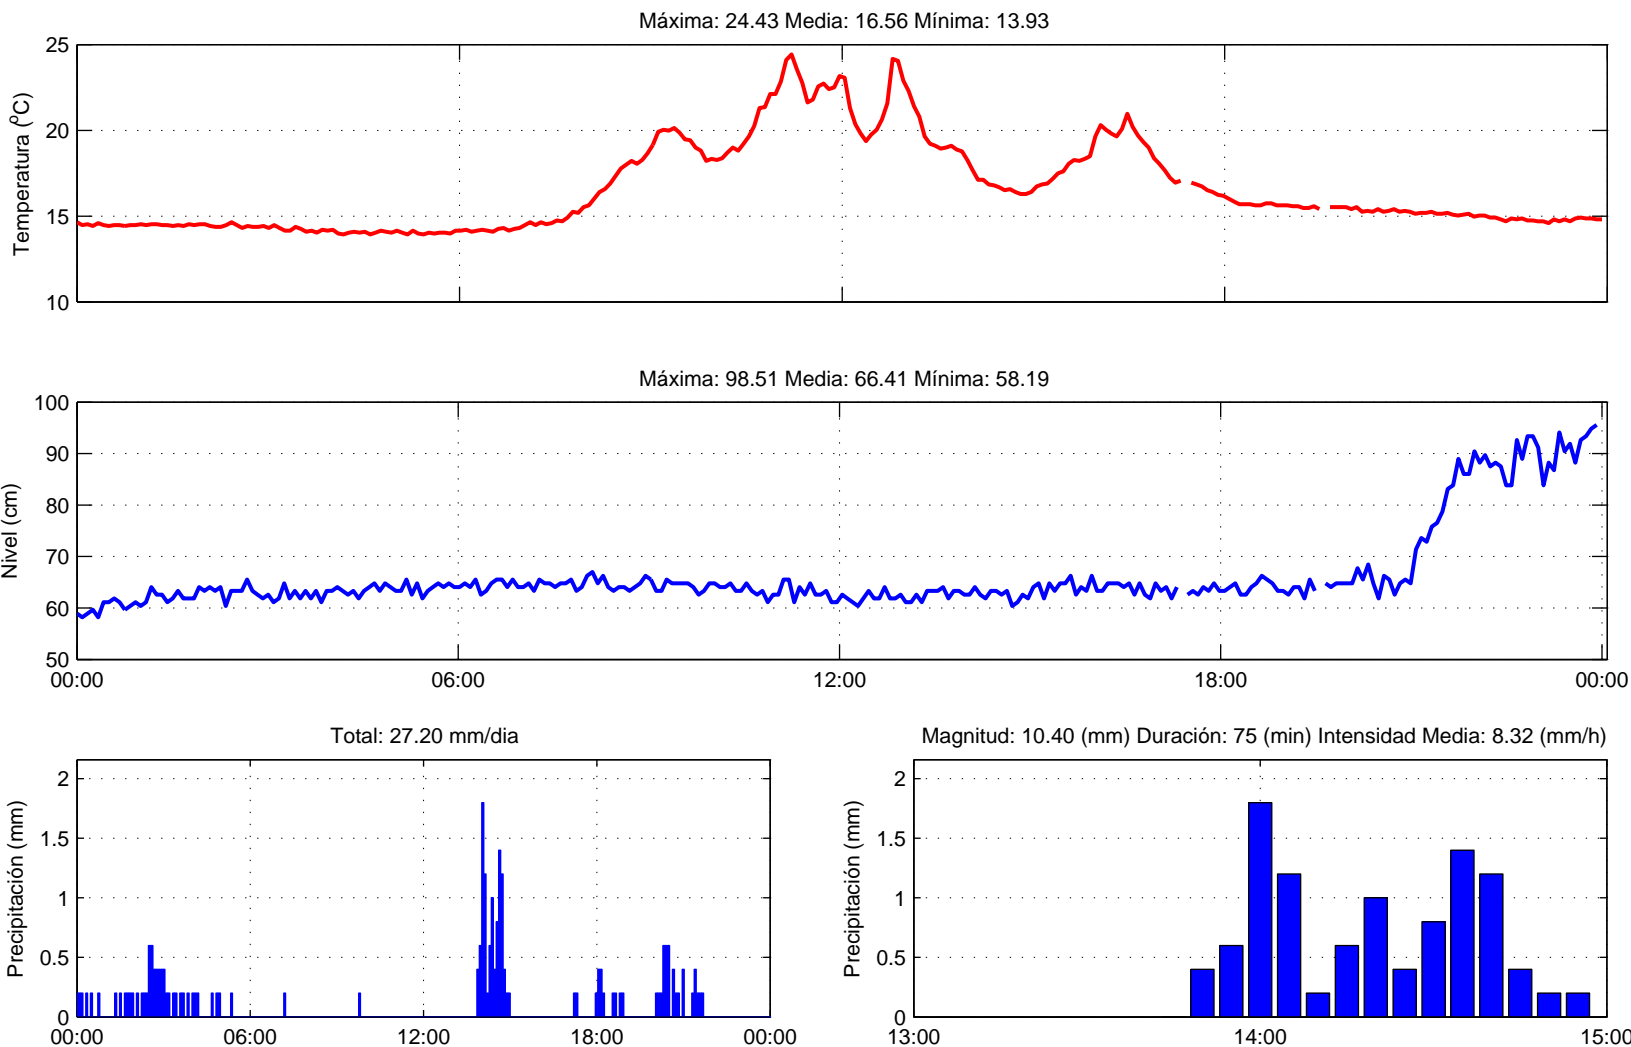 Máxima: 24.43 Media: 16.56 Mínima: 13.93
25
20
15
10
Temperatura (ºC)
Máxima: 98.51 Media: 66.41 Mínima: 58.19
100
90
80
70
60
50
Nivel (cm)
00:00 06:00 12:00 18:00 00:00
Total: 27.20 mm/dia
2
1.5
1
0.5
0
Precipitación (mm)
00:00 06:00 12:00 18:00 00:00
Magnitud: 10.40 (mm) Duración: 75 (min) Intensidad Media: 8.32 (mm/h)
2
1.5
1
0.5
0
Precipitación (mm)
13:00 14:00 15:00